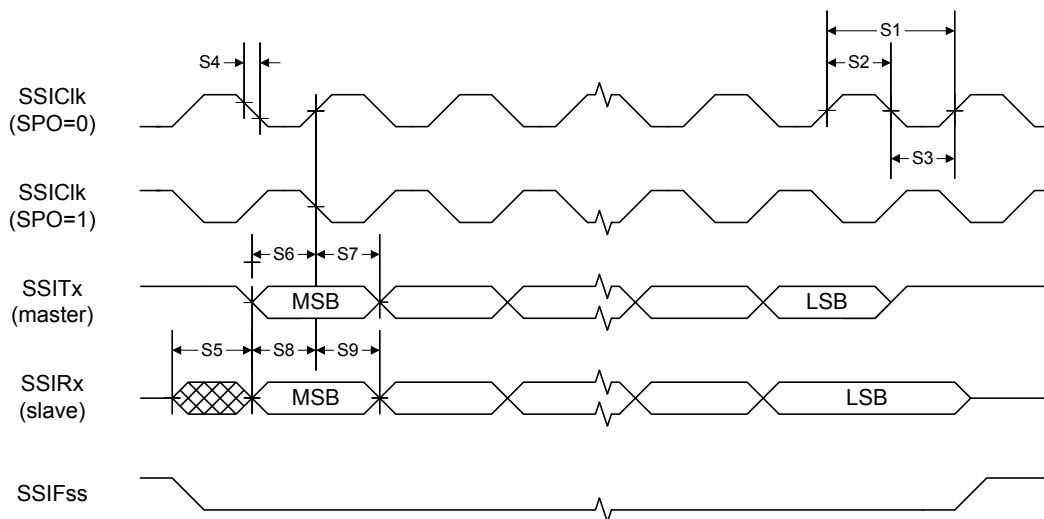 S1
S4
S2
SSIClk
(SPO=0)
S3
SSIClk
(SPO=1)
S6
S7
SSITx
(master)
MSB
LSB
S5
S8
S9
SSIRx
(slave)
MSB
LSB
SSIFss